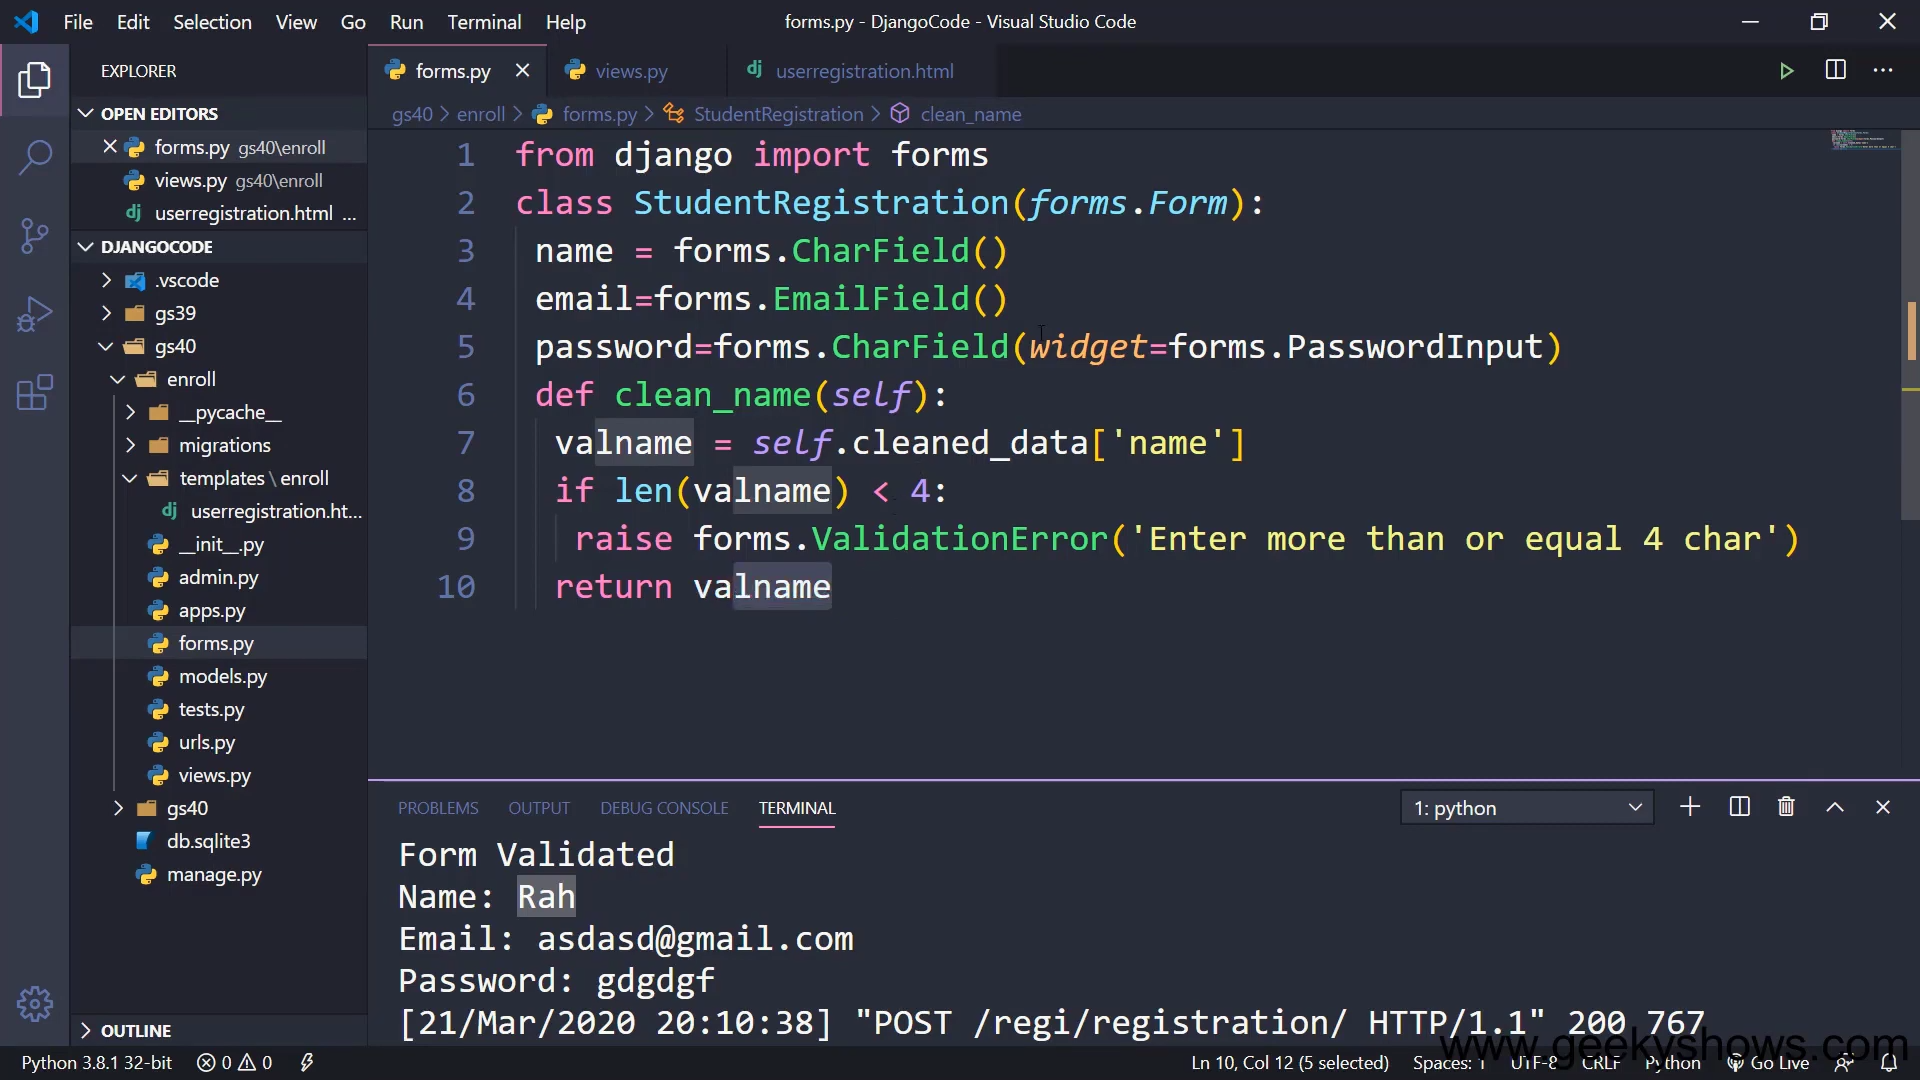 File Edit Selection View Go Run Terminal Help
forms.py - DjangoCode - Visual Studio Code
EXPLORER
OPEN EDITORS
forms.py gs40\enroll
views.py gs40\enroll
userregistration.html ...
DJANGOCODE
.vscode
gs39
gs40
enroll
__pycache__
migrations
templates\enroll
userregistration.ht...
__init__.py
admin.py
apps.py
forms.py
models.py
tests.py
urls.py
views.py
gs40
db.sqlite3
manage.py
OUTLINE
forms.py views.py userregistration.html
gs40 > enroll > forms.py > StudentRegistration > clean_name
1 from django import forms
2 class StudentRegistration(forms.Form):
3 name = forms.CharField()
4 email=forms.EmailField()
5 password=forms.CharField(widget=forms.PasswordInput)
6 def clean_name(self):
7 valname = self.cleaned_data['name']
8 if len(valname) < 4:
9 raise forms.ValidationError('Enter more than or equal 4 char')
10 return valname
PROBLEMS OUTPUT DEBUG CONSOLE TERMINAL
1: python
Form Validated
Name: Rah
Email: asdasd@gmail.com
Password: gdgdgf
[21/Mar/2020 20:10:38] "POST /regi/registration/ HTTP/1.1" 200 767
www.geekyshows.com
Python 3.8.1 32-bit 0 0
Ln 10, Col 12 (5 selected) Spaces: 1 UTF-8 CRLF Python Go Live